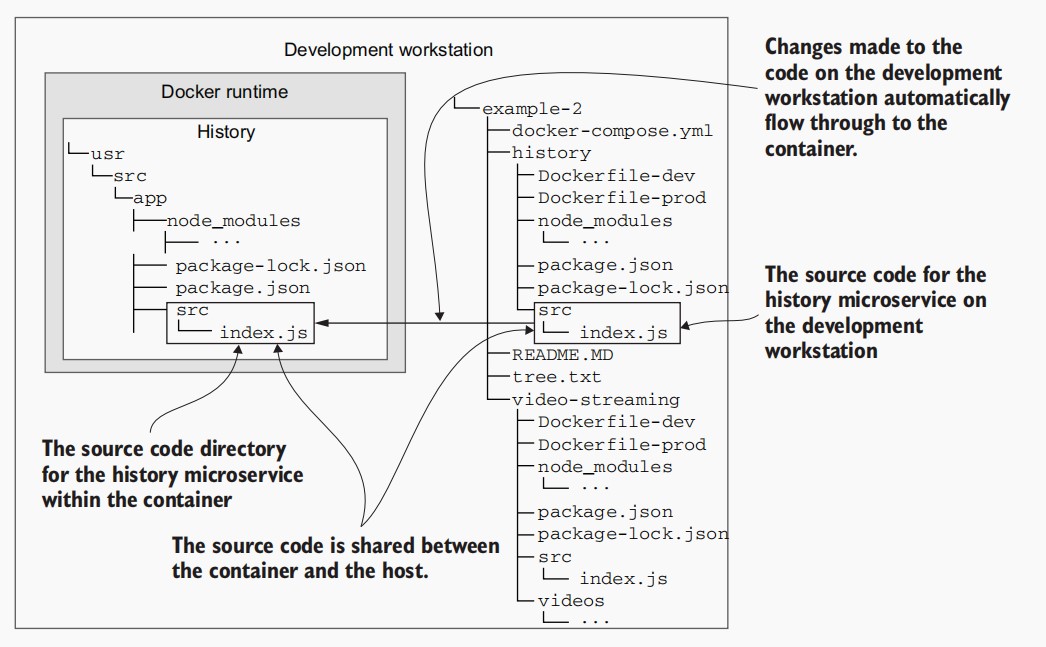 Development workstation
Docker runtime
History
usr
src
app
node_modules
...
package-lock.json
package.json
src
index.js
example-2
docker-compose.yml
history
Dockerfile-dev
Dockerfile-prod
node_modules
...
package.json
package-lock.json
src
index.js
README.MD
tree.txt
video-streaming
Dockerfile-dev
Dockerfile-prod
node_modules
...
package.json
package-lock.json
src
index.js
videos
...
Changes made to the
code on the development
workstation automatically
flow through to the
container.
The source code for the
history microservice on
the development
workstation
The source code directory
for the history microservice
within the container
The source code is shared between
the container and the host.